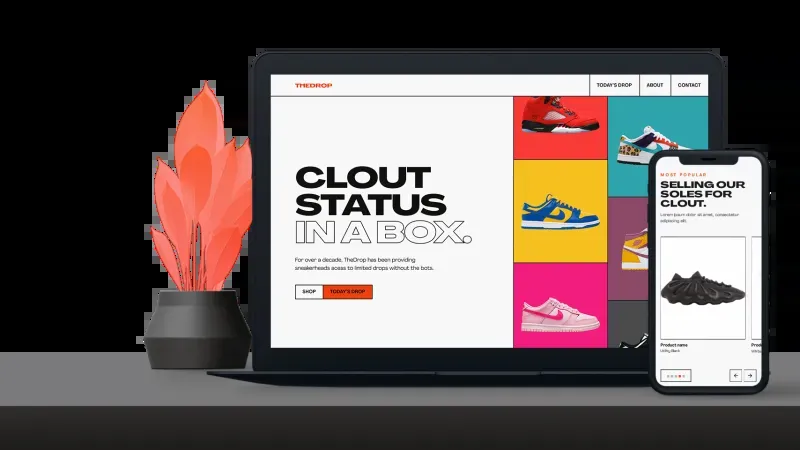 THEDROP
TODAY'S DROP
ABOUT
CONTACT
CLOUT
STATUS
IN A BOX.
For over a decade, TheDrop has been providing
sneakerheads acess to limited drops without the bots.
SHOP
TODAY'S DROP
MOST POPULAR
SELLING OUR
SOLES FOR
CLOUT.
Lorem ipsum dolor sit amet, consectetur
adipiscing elit.
Product name
Utility_Black